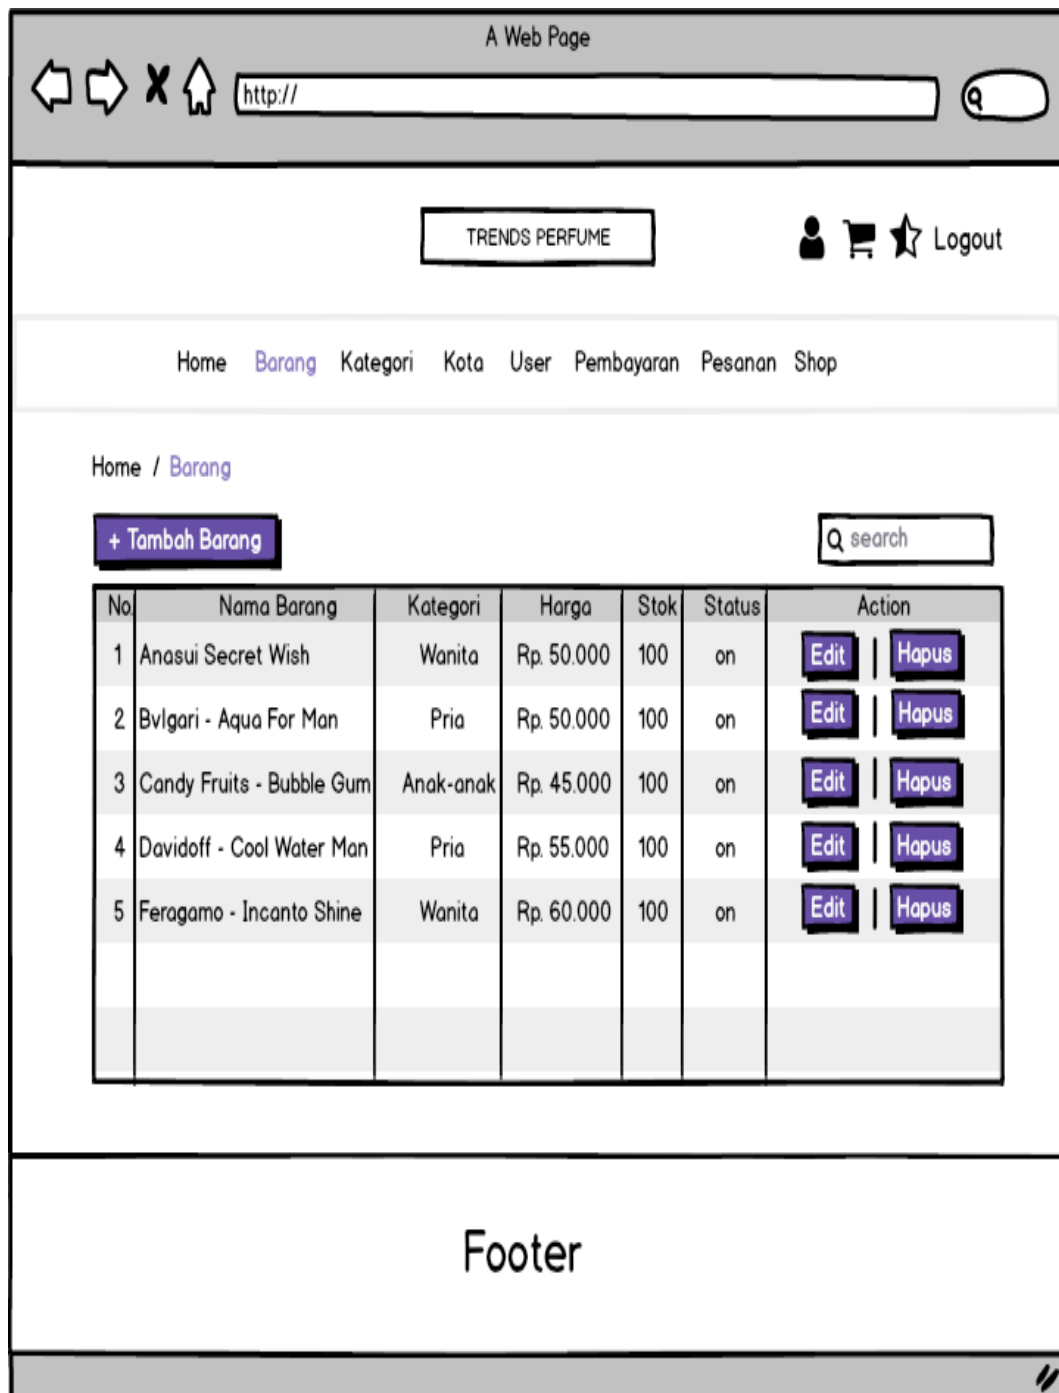 A Web Page
http://
TRENDS PERFUME
Logout
Home Barang Kategori Kota User Pembayaran Pesanan Shop
Home / Barang
+ Tambah Barang
search
No. Nama Barang Kategori Harga Stok Status Action
1 Anasui Secret Wish Wanita Rp. 50.000 100 on Edit | Hapus
2 Bvlgari - Aqua For Man Pria Rp. 50.000 100 on Edit | Hapus
3 Candy Fruits - Bubble Gum Anak-anak Rp. 45.000 100 on Edit | Hapus
4 Davidoff - Cool Water Man Pria Rp. 55.000 100 on Edit | Hapus
5 Feragamo - Incanto Shine Wanita Rp. 60.000 100 on Edit | Hapus
Footer